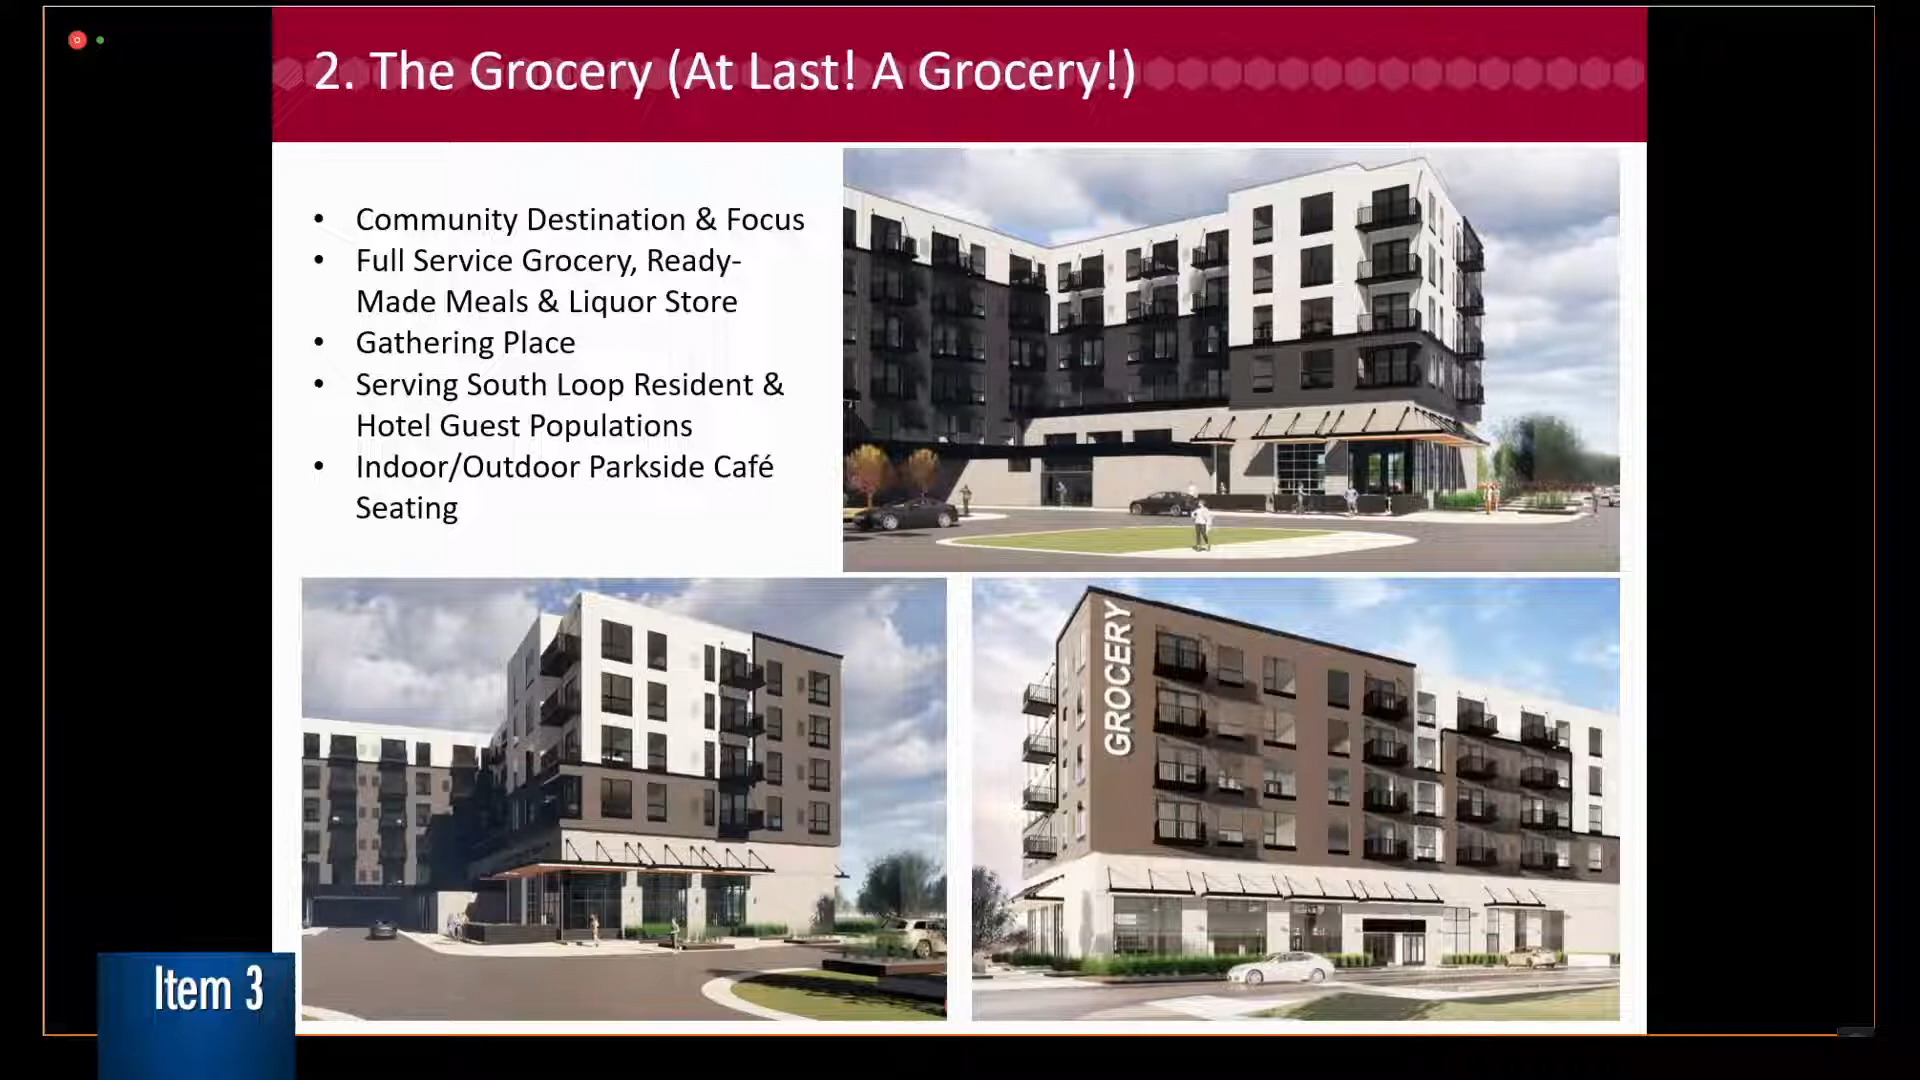 2. The Grocery (At Last! A Grocery!)
• Community Destination & Focus
• Full Service Grocery, Ready-
Made Meals & Liquor Store
• Gathering Place
• Serving South Loop Resident &
Hotel Guest Populations
• Indoor/Outdoor Parkside Café
Seating
GROCERY
Item 3